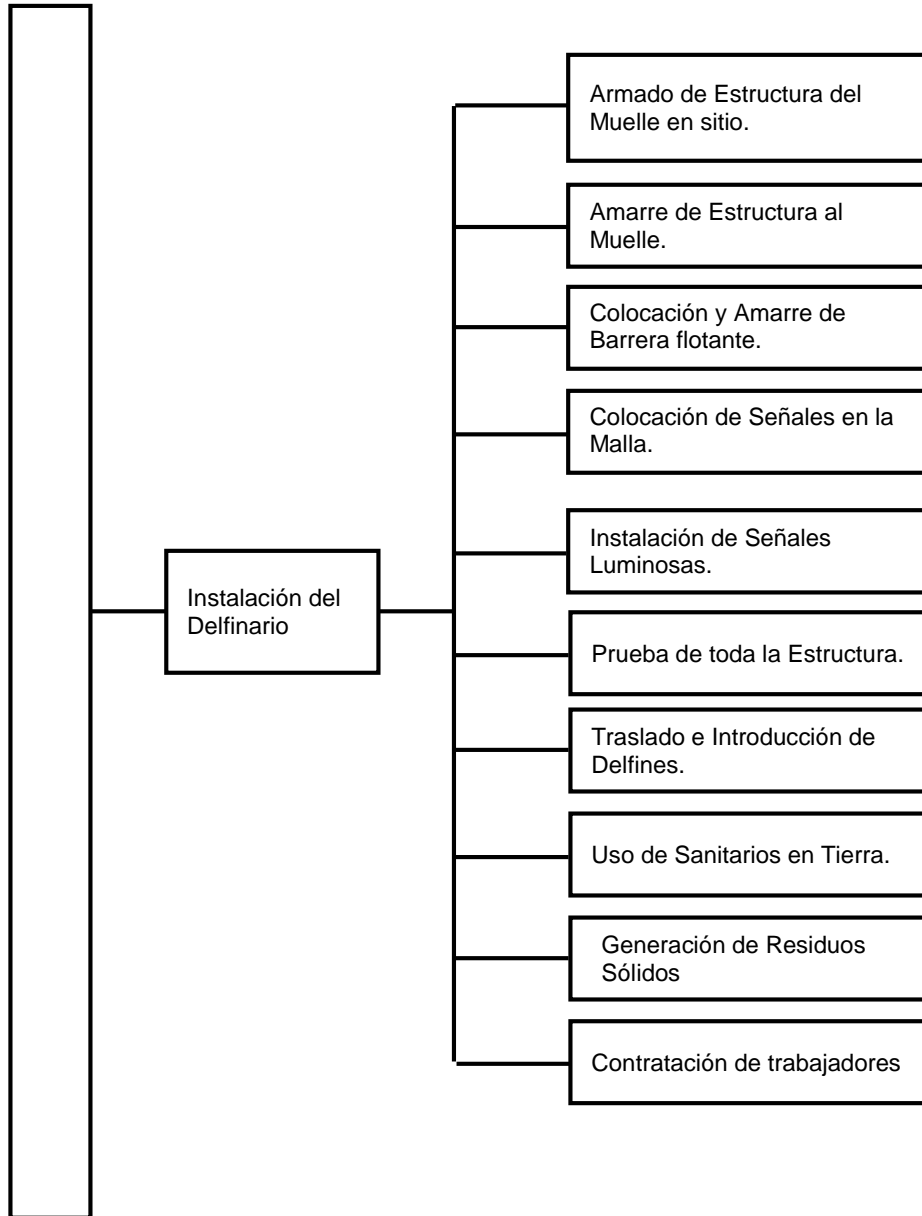 Armado de Estructura del
Muelle en sitio.
Amarre de Estructura al
Muelle.
Colocación y Amarre de
Barrera flotante.
Colocación de Señales en la
Malla.
Instalación de Señales
Luminosas.
Instalación del
Delfinario
Prueba de toda la Estructura.
Traslado e Introducción de
Delfines.
Uso de Sanitarios en Tierra.
Generación de Residuos
Sólidos
Contratación de trabajadores